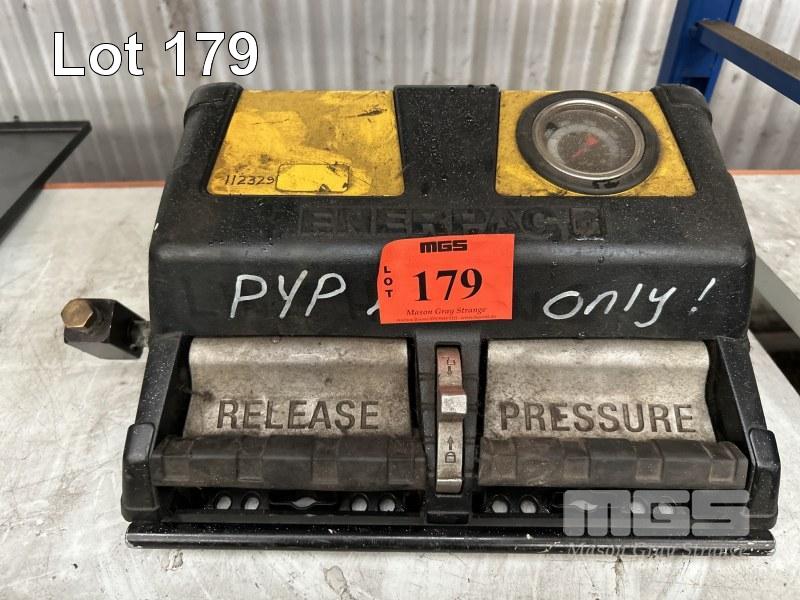 Lot 179
112329
ENERPAC
MGS
LOT
179
Mason Gray Strange
PYP only!
RELEASE
PRESSURE
MGS
Mason Gray Strange